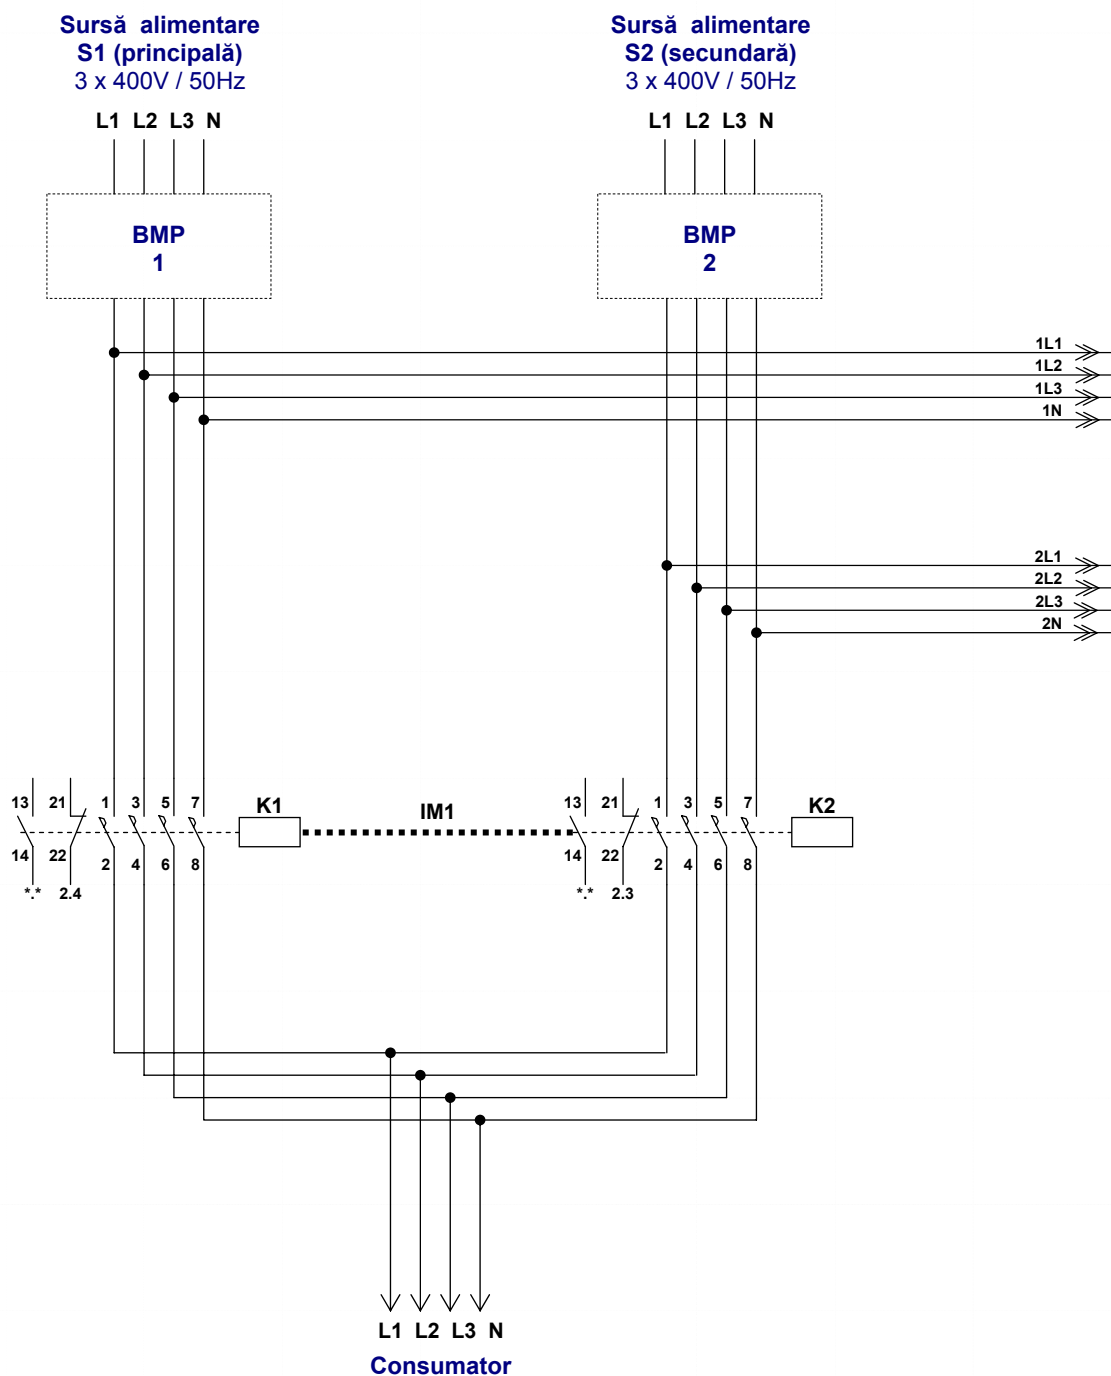 Sursă alimentare
S1 (principală)
3 x 400V / 50Hz
L1 L2 L3 N
BMP
1
Sursă alimentare
S2 (secundară)
3 x 400V / 50Hz
L1 L2 L3 N
BMP
2
1L1
1L2
1L3
1N
2L1
2L2
2L3
2N
13 21 1 3 5 7 K1
14 22 2 4 6 8
*.* 2.4
IM1
13 21 1 3 5 7 K2
14 22 2 4 6 8
*.* 2.3
L1 L2 L3 N
Consumator